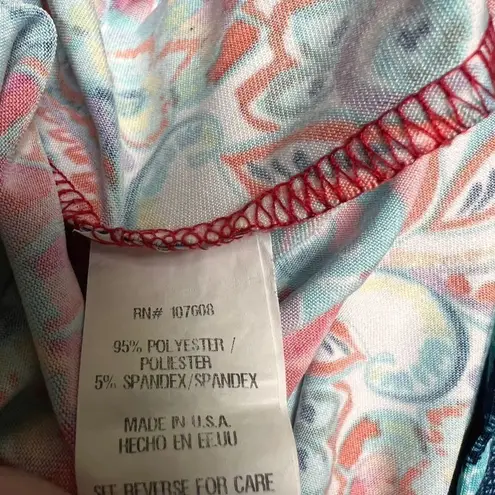 RN# 107608
95% POLYESTER /
POLIESTER
5% SPANDEX/SPANDEX
MADE IN U.S.A.
HECHO EN EE.UU
SEE REVERSE FOR CARE